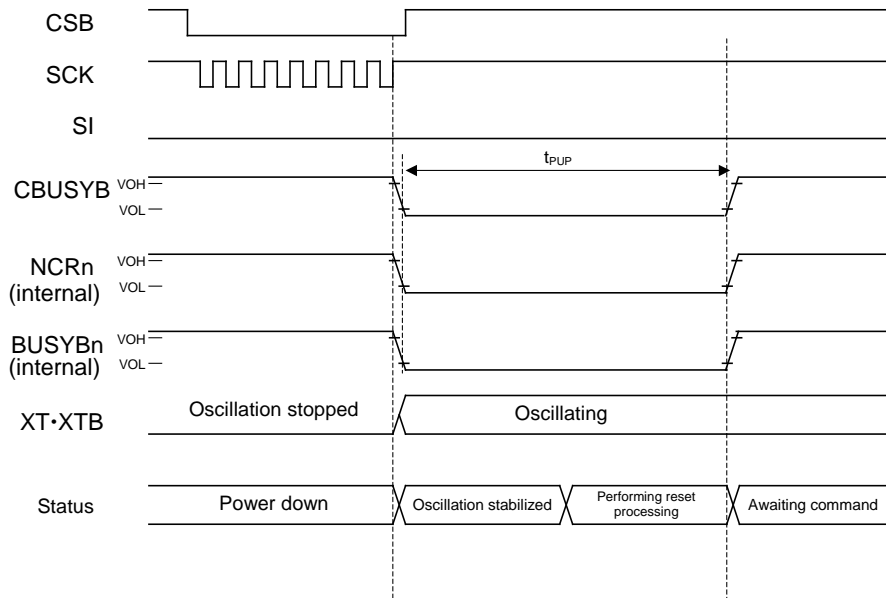 CSB
SCK
SI
tPUP
CBUSYB
VOH
VOL
NCRn
(internal)
VOH
VOL
BUSYBn
(internal)
VOH
VOL
XT・XTB
Oscillation stopped
Oscillating
Status
Power down
Oscillation stabilized
Performing reset
processing
Awaiting command